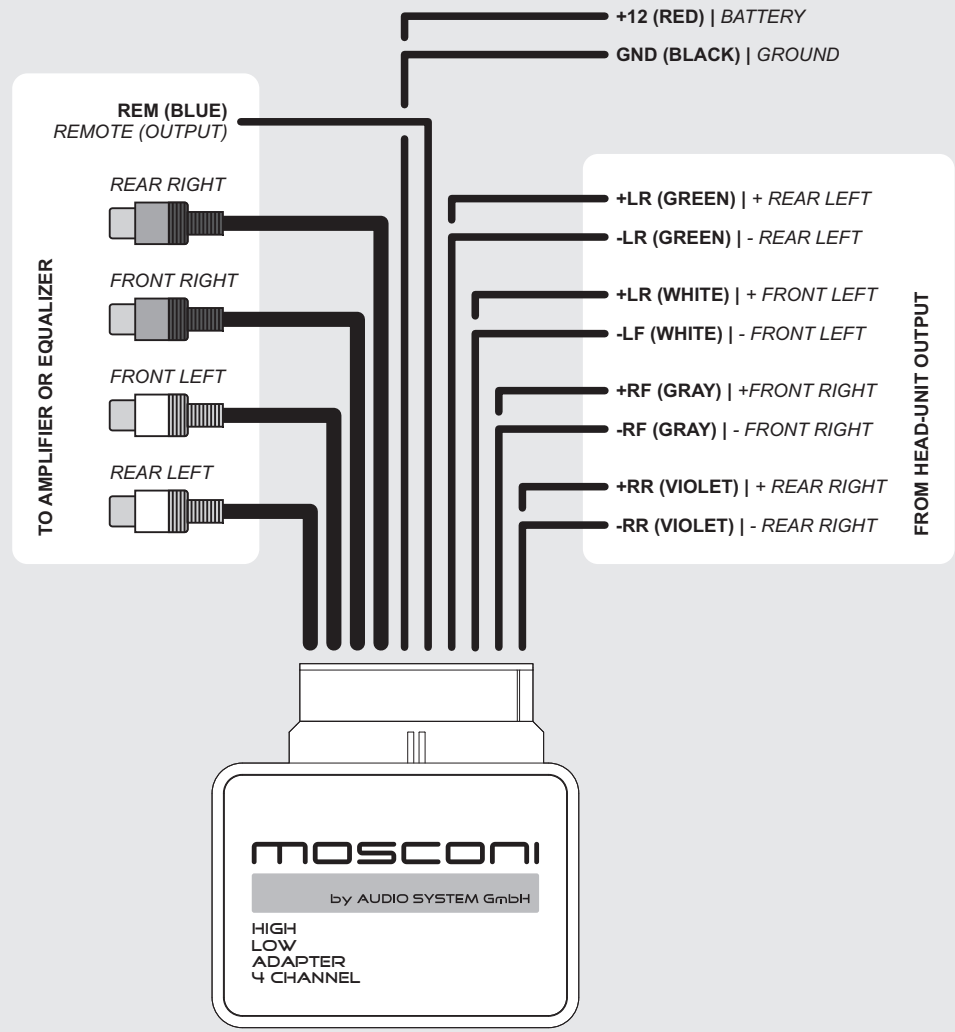 +12 (RED) | BATTERY
GND (BLACK) | GROUND
REM (BLUE)
REMOTE (OUTPUT)
REAR RIGHT
FRONT RIGHT
FRONT LEFT
REAR LEFT
TO AMPLIFIER OR EQUALIZER
+LR (GREEN) | + REAR LEFT
-LR (GREEN) | - REAR LEFT
+LR (WHITE) | + FRONT LEFT
-LF (WHITE) | - FRONT LEFT
+RF (GRAY) | +FRONT RIGHT
-RF (GRAY) | - FRONT RIGHT
+RR (VIOLET) | + REAR RIGHT
-RR (VIOLET) | - REAR RIGHT
FROM HEAD-UNIT OUTPUT
mosconi
by AUDIO SYSTEM GmbH
HIGH
LOW
ADAPTER
4 CHANNEL